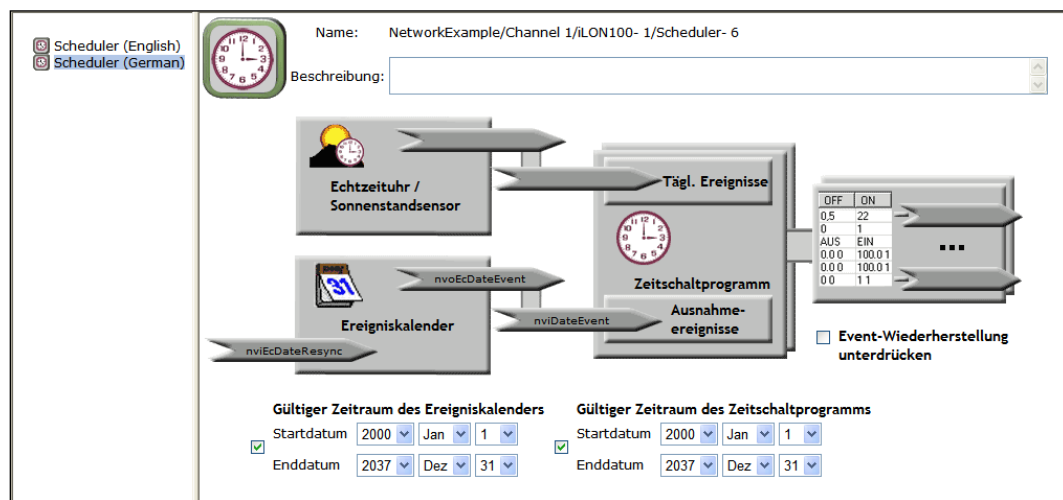 Scheduler (English)
Scheduler (German)
Name: NetworkExample/Channel 1/iLON100- 1/Scheduler- 6
Beschreibung:
Echtzeituhr /
Sonnenstandsensor
Tägl. Ereignisse
Zeitschaltprogramm
Ausnahme-
ereignisse
31
Ereigniskalender
nvoEcDateEvent
nviDateEvent
nviEcDateResync
OFF ON
0,5 22
0 1
AUS EIN
0.0 0 100.0 1
0.0 0 100.0 1
0 0 1 1
...
Event-Wiederherstellung
unterdrücken
Gültiger Zeitraum des Ereigniskalenders
Startdatum 2000 Jan 1
Enddatum 2037 Dez 31
Gültiger Zeitraum des Zeitschaltprogramms
Startdatum 2000 Jan 1
Enddatum 2037 Dez 31